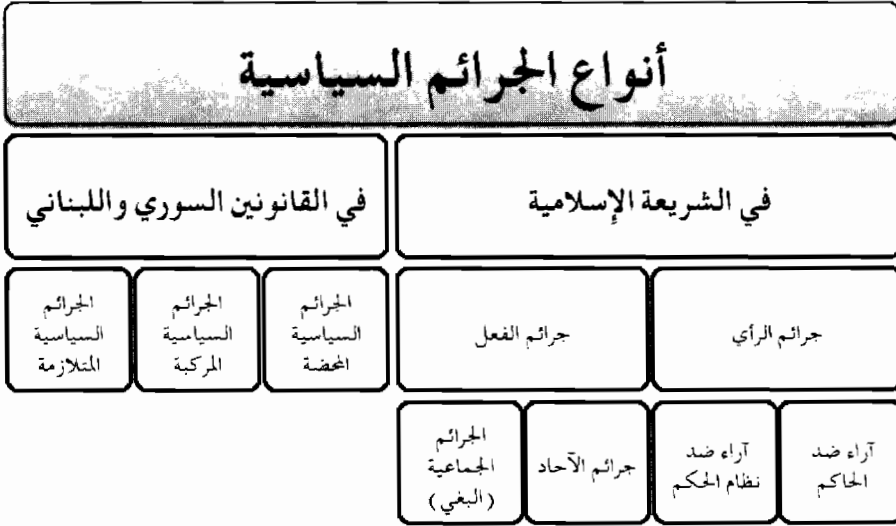 أنواع الجرائم السياسية
في الشريعة الإسلامية
في القانونين السوري واللبناني
جرائم الرأي
جرائم الفعل
الجرائم
السياسية
المحضة
الجرائم
السياسية
المركبة
الجرائم
السياسية
المتلازمة
آراء ضد
الحاكم
آراء ضد
نظام الحكم
جرائم الآحاد
الجرائم
الجماعية
(البغي)